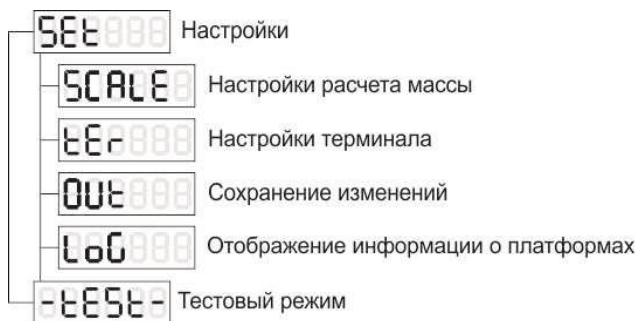 SEt Настройки
SCALE Настройки расчета массы
tEr Настройки терминала
OUt Сохранение изменений
LoG Отображение информации о платформах
-tESt- Тестовый режим